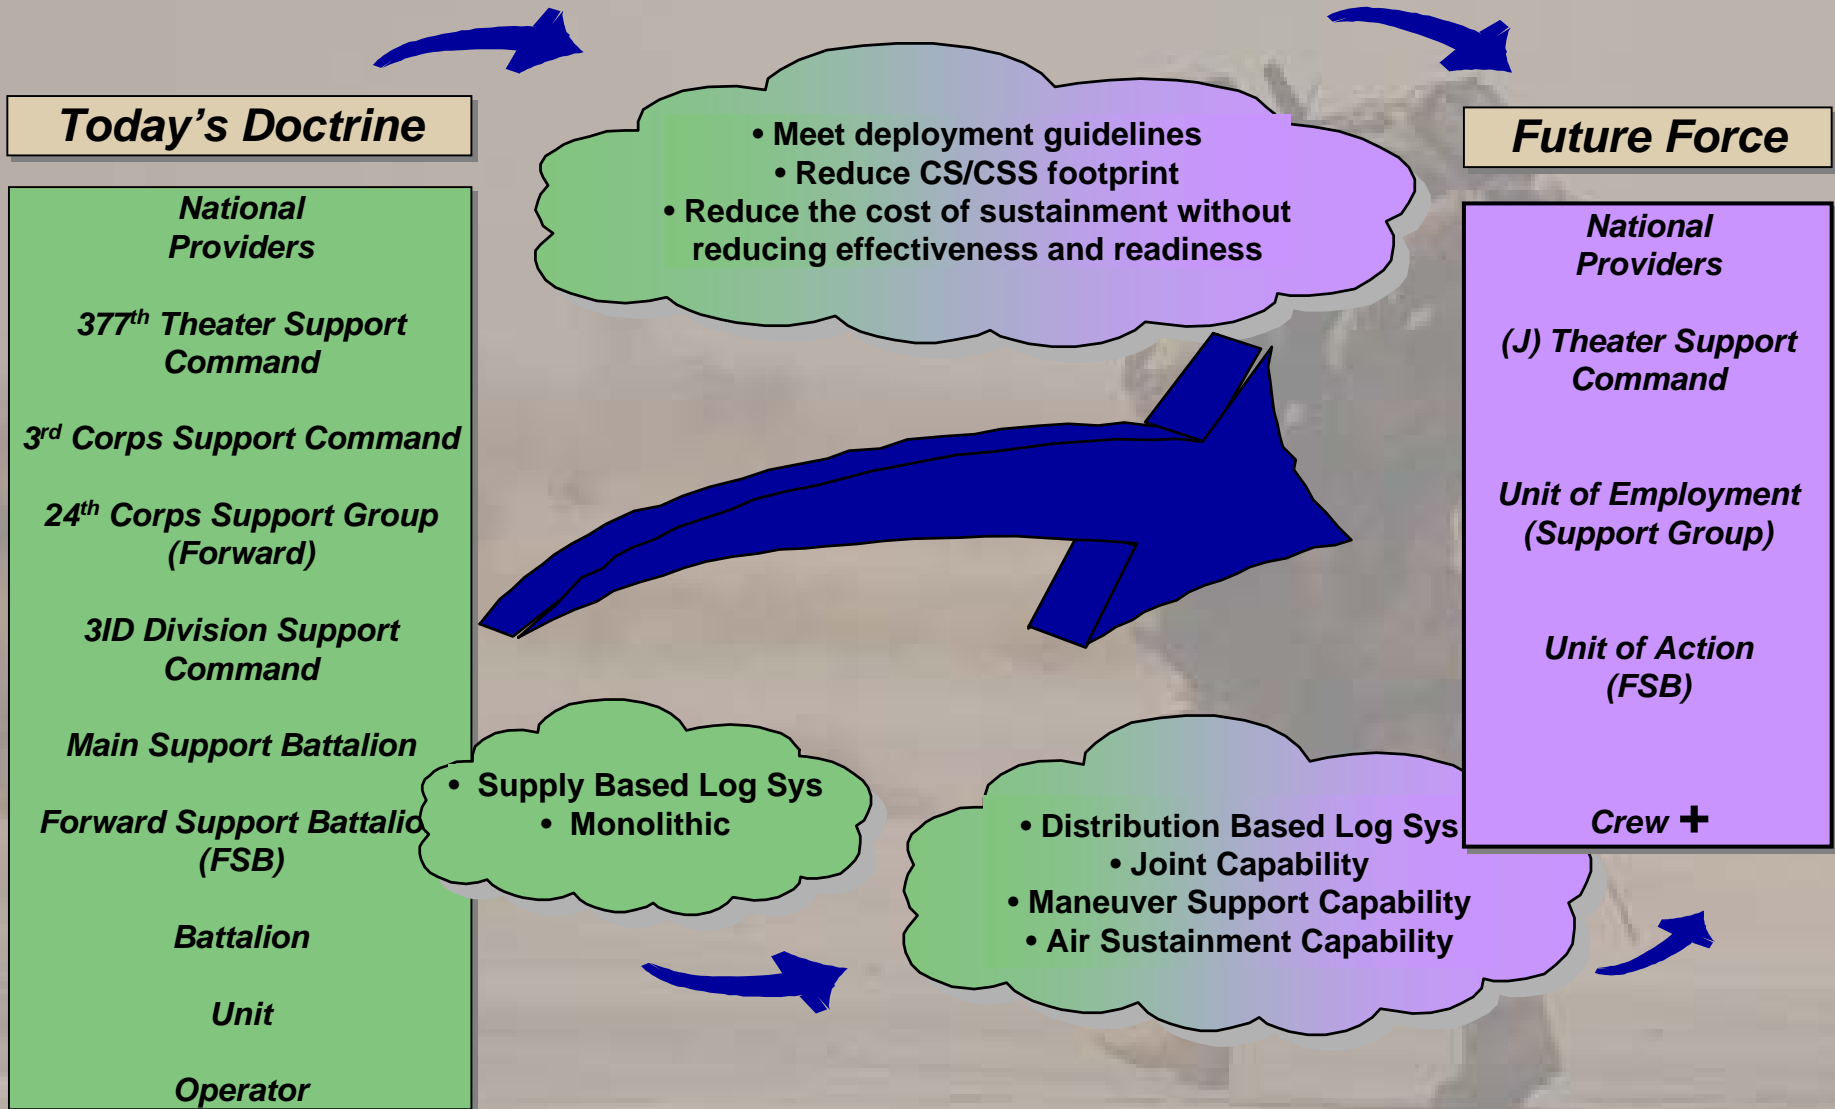 Today’s Doctrine
National
Providers
377th Theater Support
Command
3rd Corps Support Command
24th Corps Support Group
(Forward)
3ID Division Support
Command
Main Support Battalion
Forward Support Battalio
(FSB)
Battalion
Unit
Operator
• Meet deployment guidelines
• Reduce CS/CSS footprint
• Reduce the cost of sustainment without
reducing effectiveness and readiness
• Supply Based Log Sys
• Monolithic
• Distribution Based Log Sys
• Joint Capability
• Maneuver Support Capability
• Air Sustainment Capability
Future Force
National
Providers
(J) Theater Support
Command
Unit of Employment
(Support Group)
Unit of Action
(FSB)
Crew +